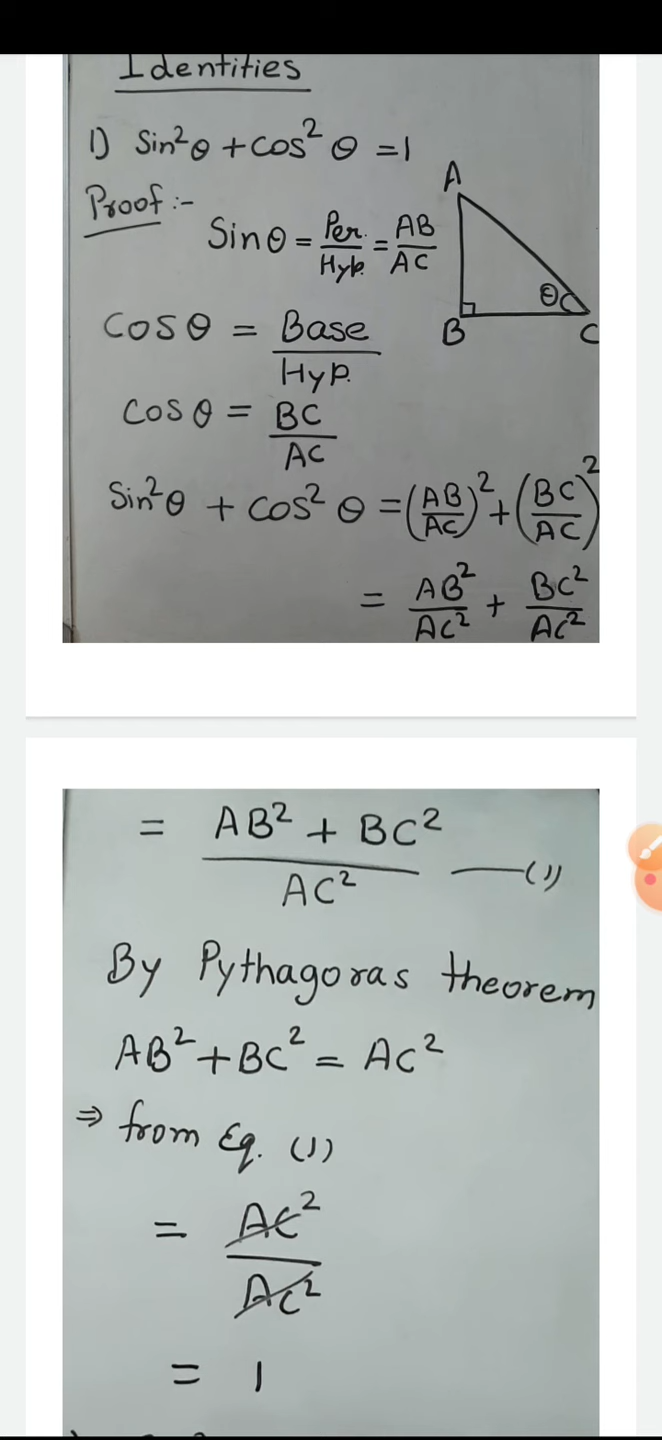 Identities
1) Sin²θ + cos² θ = 1
A
Proof :-
Sinθ = Per./Hyp. = AB/AC
θ
B
C
Cosθ = Base/Hyp.
Cosθ = BC/AC
Sin²θ + Cos² θ = (AB/AC)² + (BC/AC)²
= AB²/AC² + BC²/AC²
= AB² + BC²/AC² —(1)
By Pythagoras theorem
AB² + BC² = AC²
⇒ from Eq. (1)
= AC²/AC²
= 1